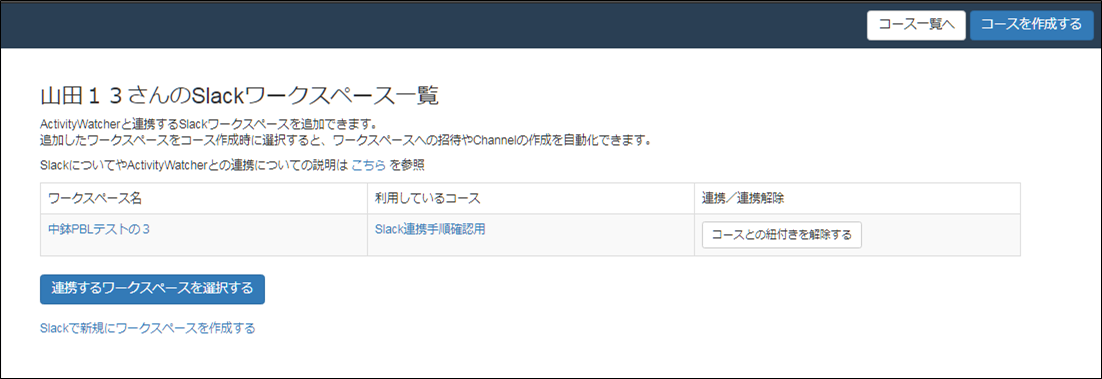 コース一覧へ
コースを作成する
山田１３さんのSlackワークスペース一覧
ActivityWatcherと連携するSlackワークスペースを追加できます。
追加したワークスペースをコース作成時に選択すると、ワークスペースへの招待やChannelの作成を自動化できます。
SlackについてやActivityWatcherとの連携についての説明は こちら を参照
ワークスペース名
利用しているコース
連携／連携解除
中鉢PBLテストの３
Slack連携手順確認用
コースとの紐付きを解除する
連携するワークスペースを選択する
Slackで新規にワークスペースを作成する